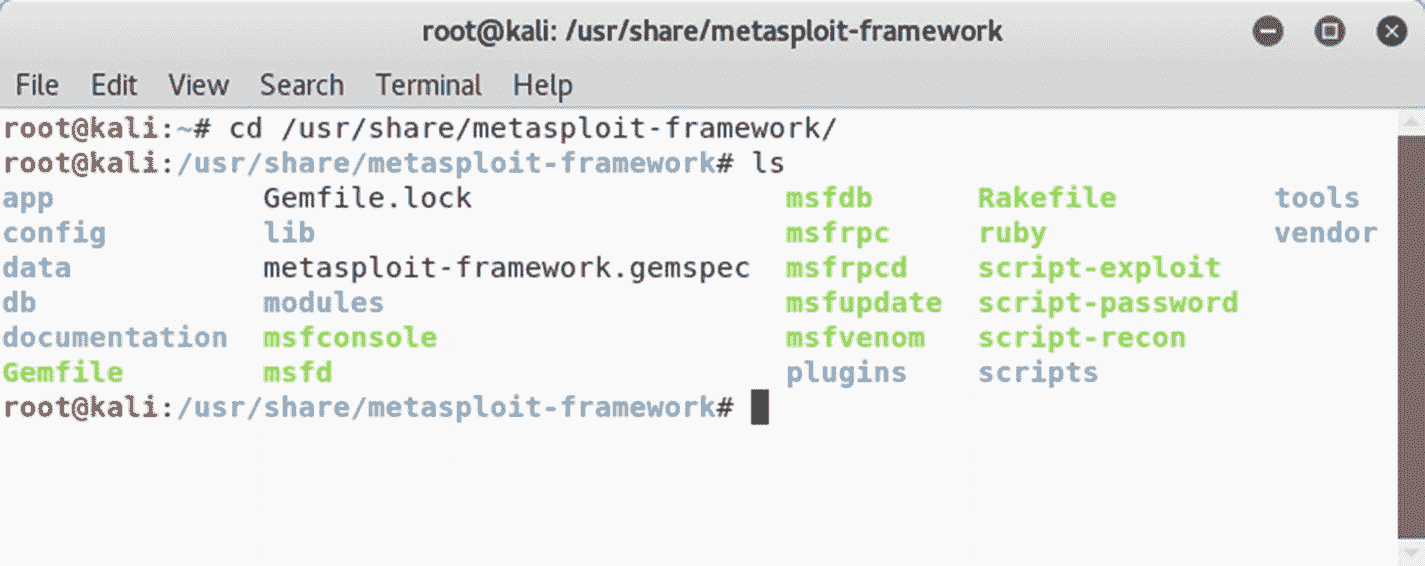 root@kali: /usr/share/metasploit-framework
File Edit View Search Terminal Help
root@kali:~# cd /usr/share/metasploit-framework/
root@kali:/usr/share/metasploit-framework# ls
app Gemfile.lock msfdb Rakefile tools
config lib msfrpc ruby vendor
data metasploit-framework.gemspec msfrpcd script-exploit
db modules msfupdate script-password
documentation msfconsole msfvenom script-recon
Gemfile msfd plugins scripts
root@kali:/usr/share/metasploit-framework#